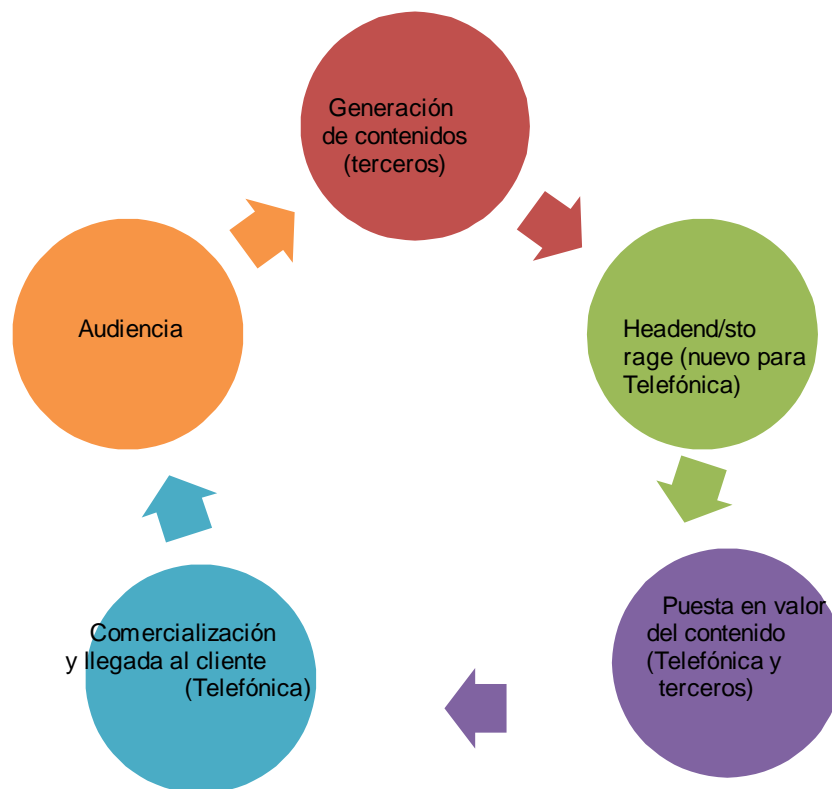 Generación
de contenidos
(terceros)
Headend/sto
rage (nuevo para
Telefónica)
Puesta en valor
del contenido
(Telefónica y
terceros)
Comercialización
y llegada al cliente
(Telefónica)
Audiencia